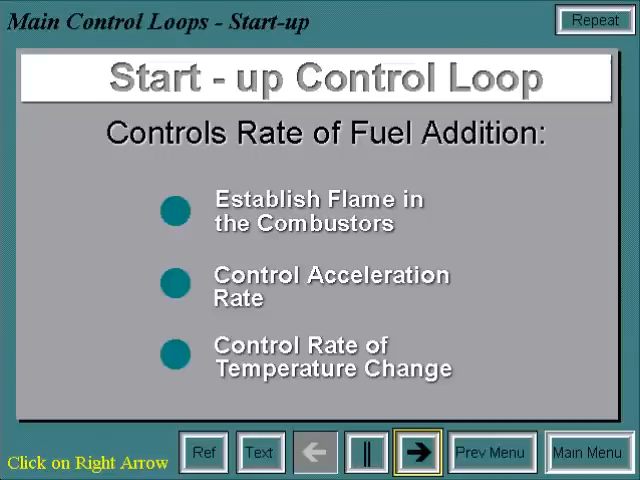 Main Control Loops - Start-up
Repeat
Start - up Control Loop
Controls Rate of Fuel Addition:
Establish Flame in
the Combustors
Control Acceleration
Rate
Control Rate of
Temperature Change
Click on Right Arrow
Ref
Text
Prev Menu
Main Menu